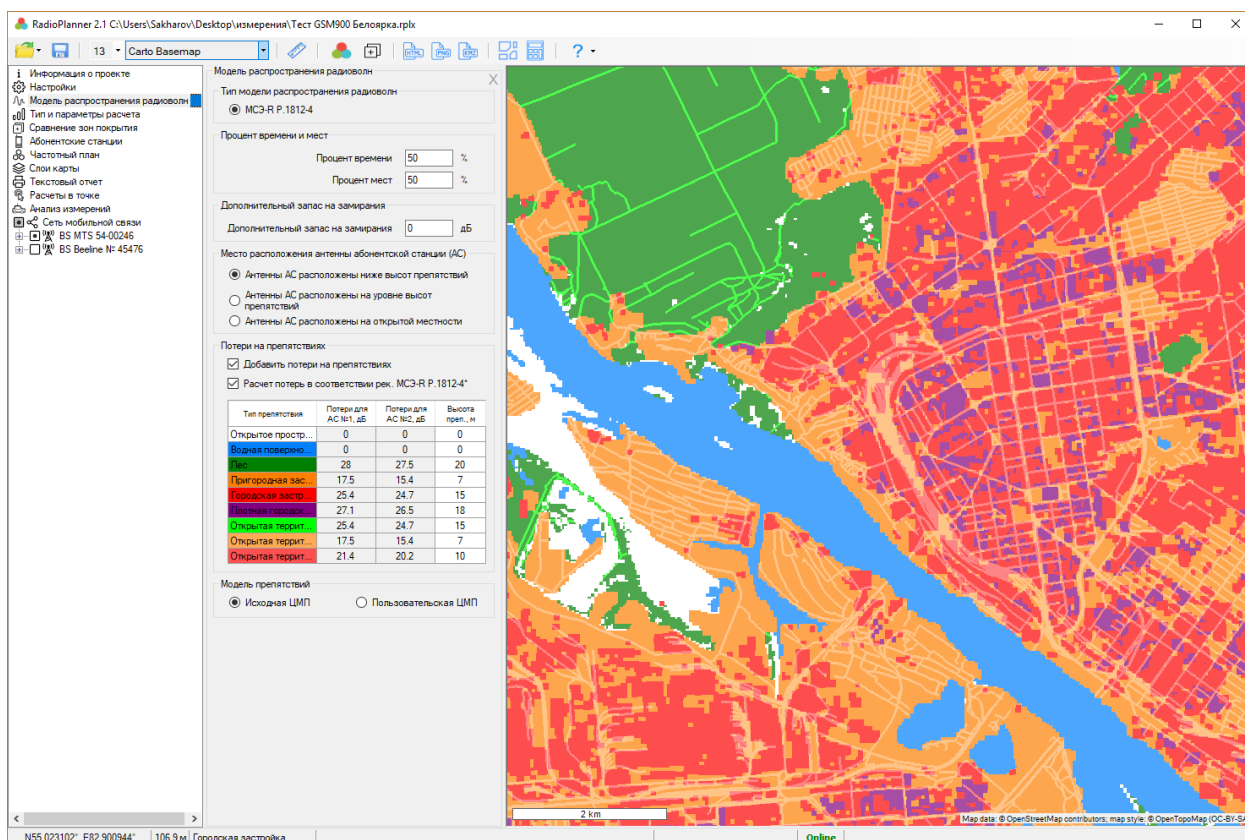 RadioPlanner 2.1 C:\Users\Sakharov\Desktop\измерения\Тест GSM900 Белоярка.rplx
13 Carto Basemap HTML PNG KMZ ?
Информация о проекте
Настройки
Модель распространения радиоволн
Тип и параметры расчета
Сравнение зон покрытия
Абонентские станции
Частотный план
Слои карты
Текстовый отчет
Расчеты в точке
Анализ измерений
Сеть мобильной связи
BS MTS 54-00246
BS Beeline № 45476
Модель распространения радиоволн X
Тип модели распространения радиоволн
МСЭ-R P.1812-4
Процент времени и мест
Процент времени 50 %
Процент мест 50 %
Дополнительный запас на замирания
Дополнительный запас на замирания 0 дБ
Место расположения антенны абонентской станции (АС)
Антенны АС расположены ниже высот препятствий
Антенны АС расположены на уровне высот
препятствий
Антенны АС расположены на открытой местности
Потери на препятствиях
Добавить потери на препятствиях
Расчет потерь в соответствии рек. МСЭ-R P.1812-4"
Тип препятствия Потери для АС №1, дБ Потери для АС №2, дБ Высота преп., м
Открытое простр... 0 0 0
Водная поверхно... 0 0 0
Лес 28 27.5 20
Пригородная зас... 17.5 15.4 7
Городская застр... 25.4 24.7 15
Плотная городск... 27.1 26.5 18
Открытая террит... 25.4 24.7 15
Открытая террит... 17.5 15.4 7
Открытая террит... 21.4 20.2 10
Модель препятствий
Исходная ЦМП Пользовательская ЦМП
2 km
Map data: © OpenStreetMap contributors; map style: © OpenTopoMap (CC-BY-SA
N55.023102° E82.900944° 106.9 м Городская застройка Online